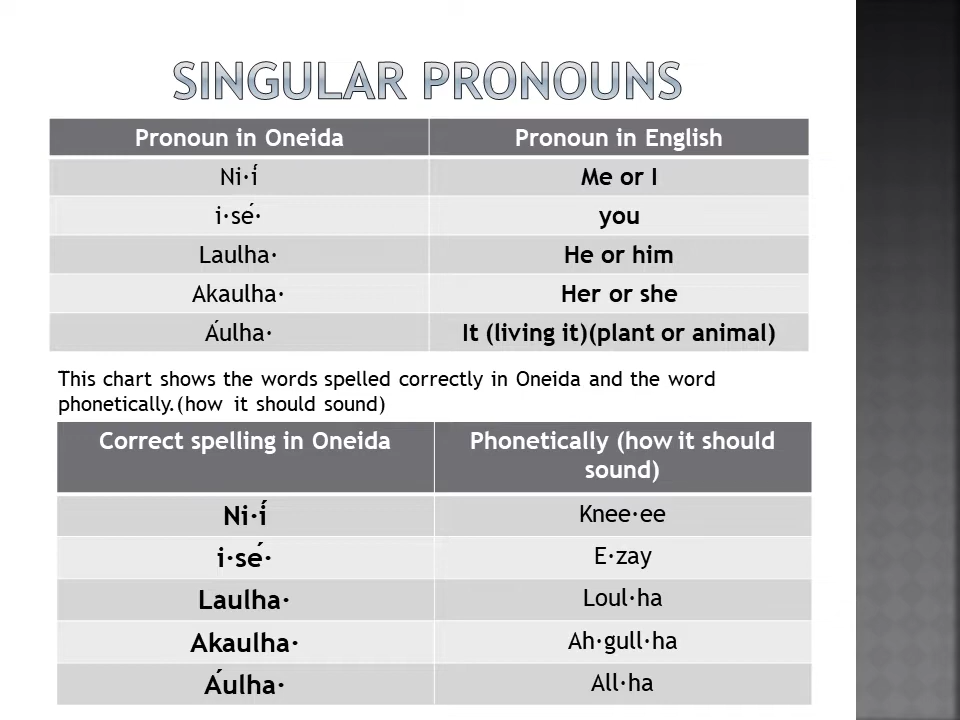 SINGULAR PRONOUNS
Pronoun in Oneida Pronoun in English
Ni·í Me or I
i·sé· you
Laulha· He or him
Akaulha· Her or she
Áulha· It (living it)(plant or animal)
This chart shows the words spelled correctly in Oneida and the word
phonetically.(how it should sound)
Correct spelling in Oneida Phonetically (how it should
sound)
Ni·í Knee·ee
i·sé· E·zay
Laulha· Loul·ha
Akaulha· Ah·gull·ha
Áulha· All·ha